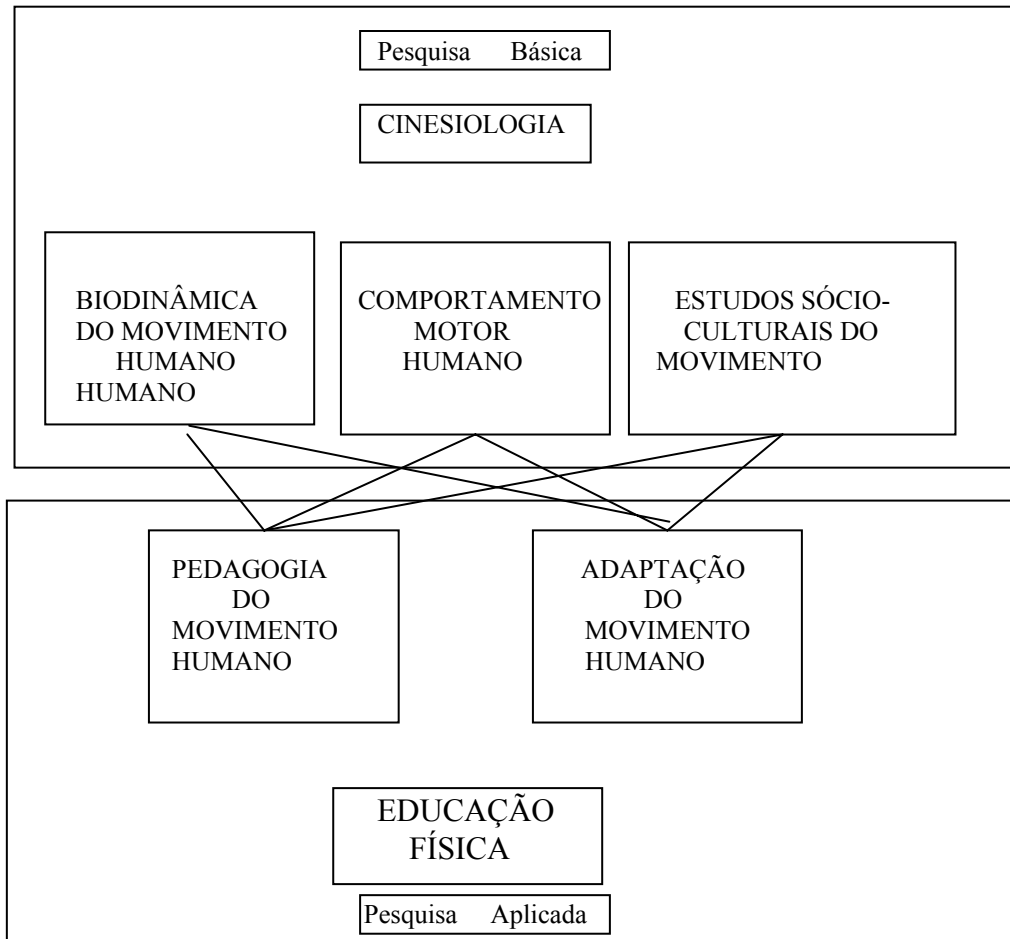 Pesquisa Básica
CINESIOLOGIA
BIODINÂMICA
DO MOVIMENTO
HUMANO
HUMANO
COMPORTAMENTO
MOTOR
HUMANO
ESTUDOS SÓCIO-
CULTURAIS DO
MOVIMENTO
PEDAGOGIA
DO
MOVIMENTO
HUMANO
ADAPTAÇÃO
DO
MOVIMENTO
HUMANO
EDUCAÇÃO
FÍSICA
Pesquisa Aplicada